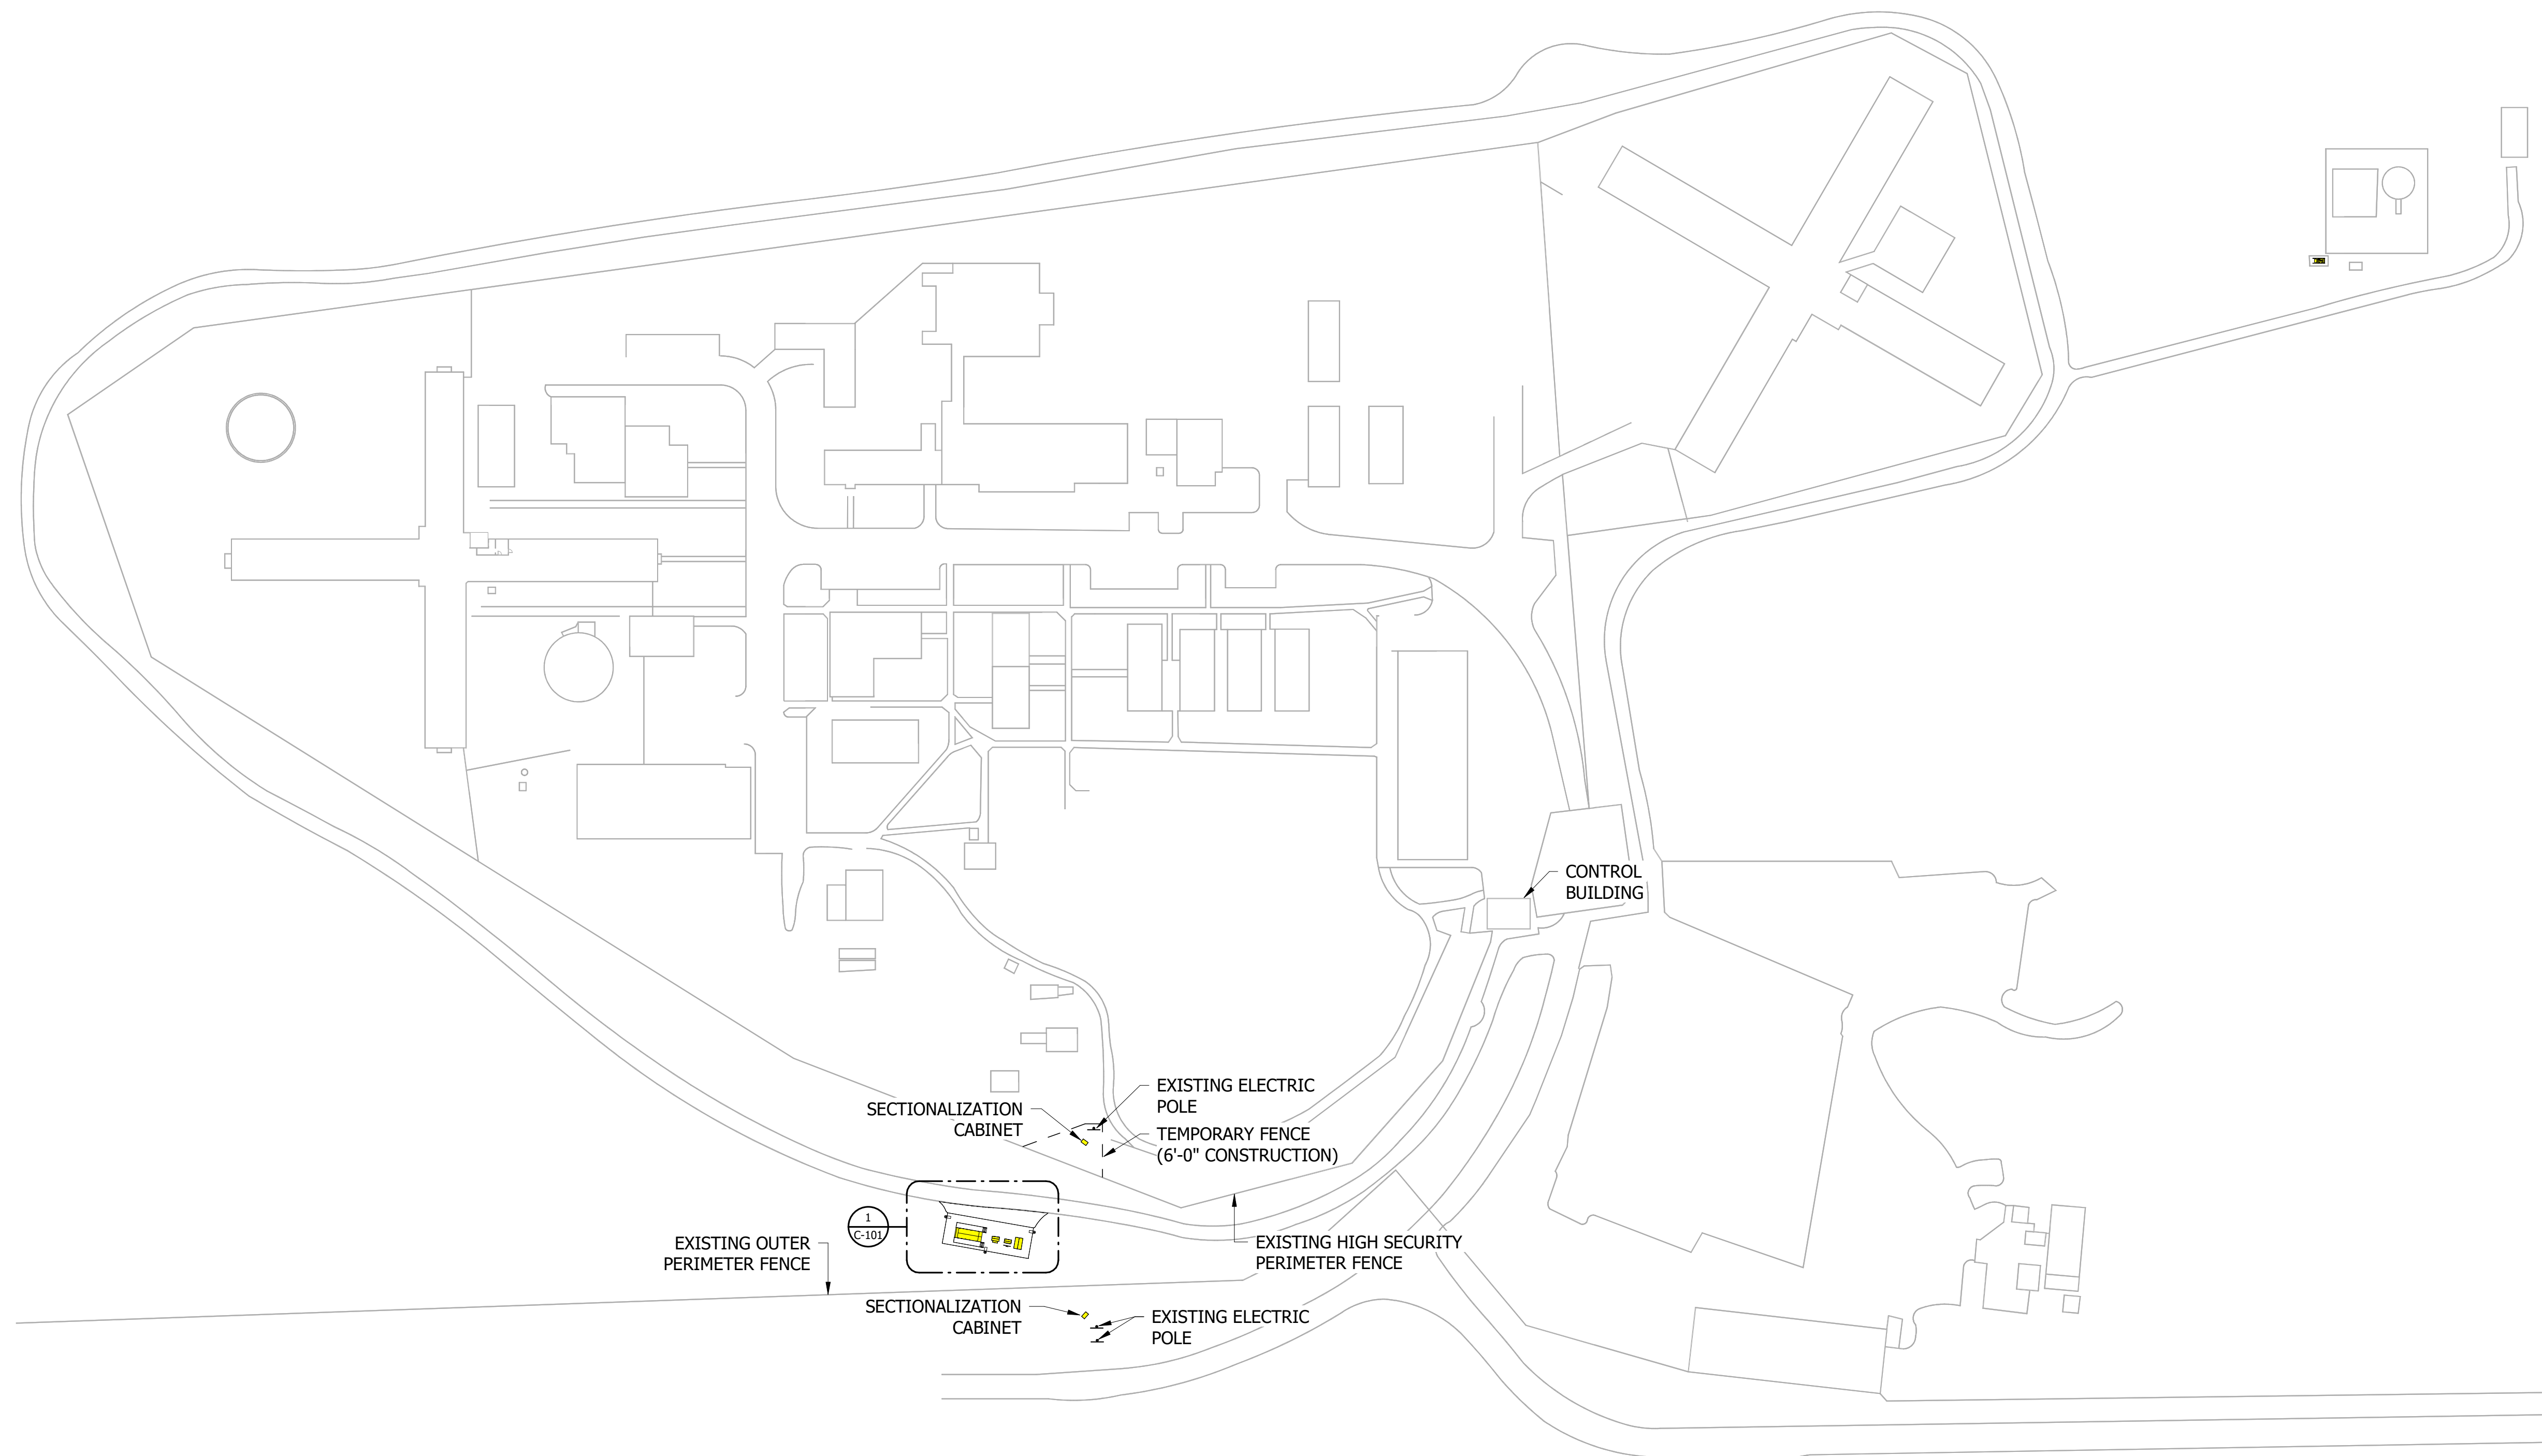 CONTROL
BUILDING
EXISTING ELECTRIC
POLE
SECTIONALIZATION
CABINET
TEMPORARY FENCE
(6'-0" CONSTRUCTION)
1
C-101
EXISTING OUTER
PERIMETER FENCE
EXISTING HIGH SECURITY
PERIMETER FENCE
SECTIONALIZATION
CABINET
EXISTING ELECTRIC
POLE